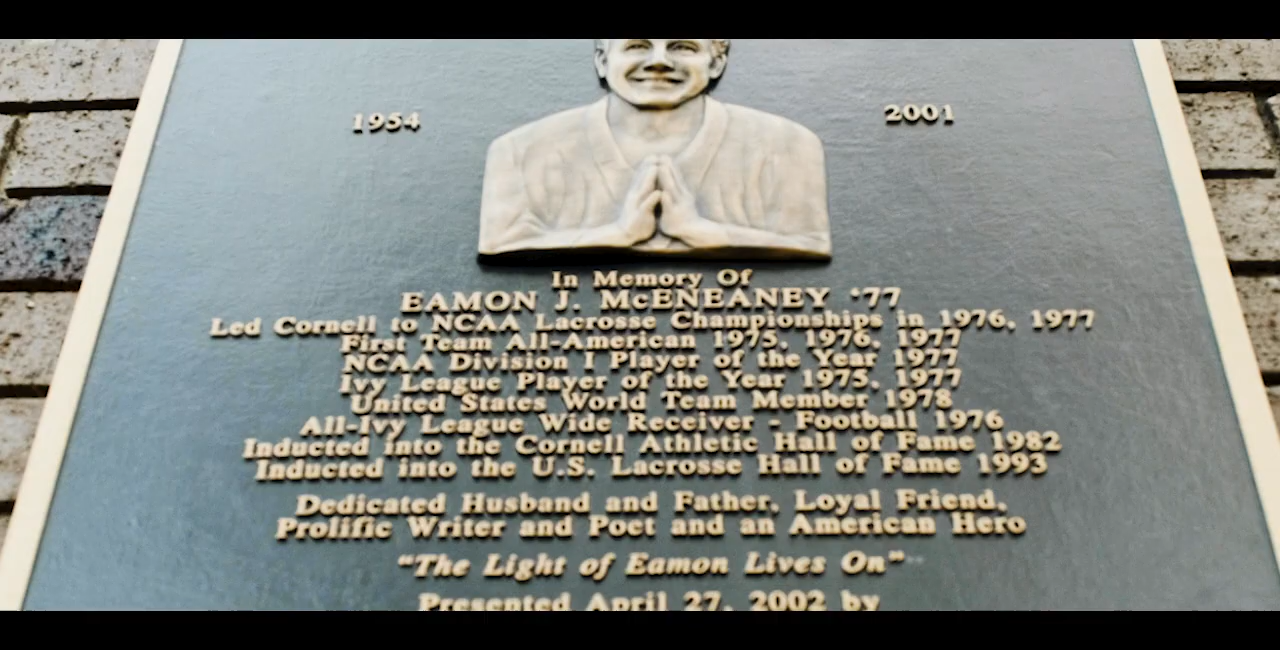 1954
2001
In Memory Of
EAMON J. McENEANEY '77
Led Cornell to NCAA Lacrosse Championships in 1976, 1977
First Team All-American 1975, 1976, 1977
NCAA Division I Player of the Year 1977
Ivy League Player of the Year 1975, 1977
United States World Team Member 1978
All-Ivy League Wide Receiver - Football 1976
Inducted into the Cornell Athletic Hall of Fame 1982
Inducted into the U.S. Lacrosse Hall of Fame 1993
Dedicated Husband and Father, Loyal Friend,
Prolific Writer and Poet and an American Hero
"The Light of Eamon Lives On"
Presented April 27, 2002 by